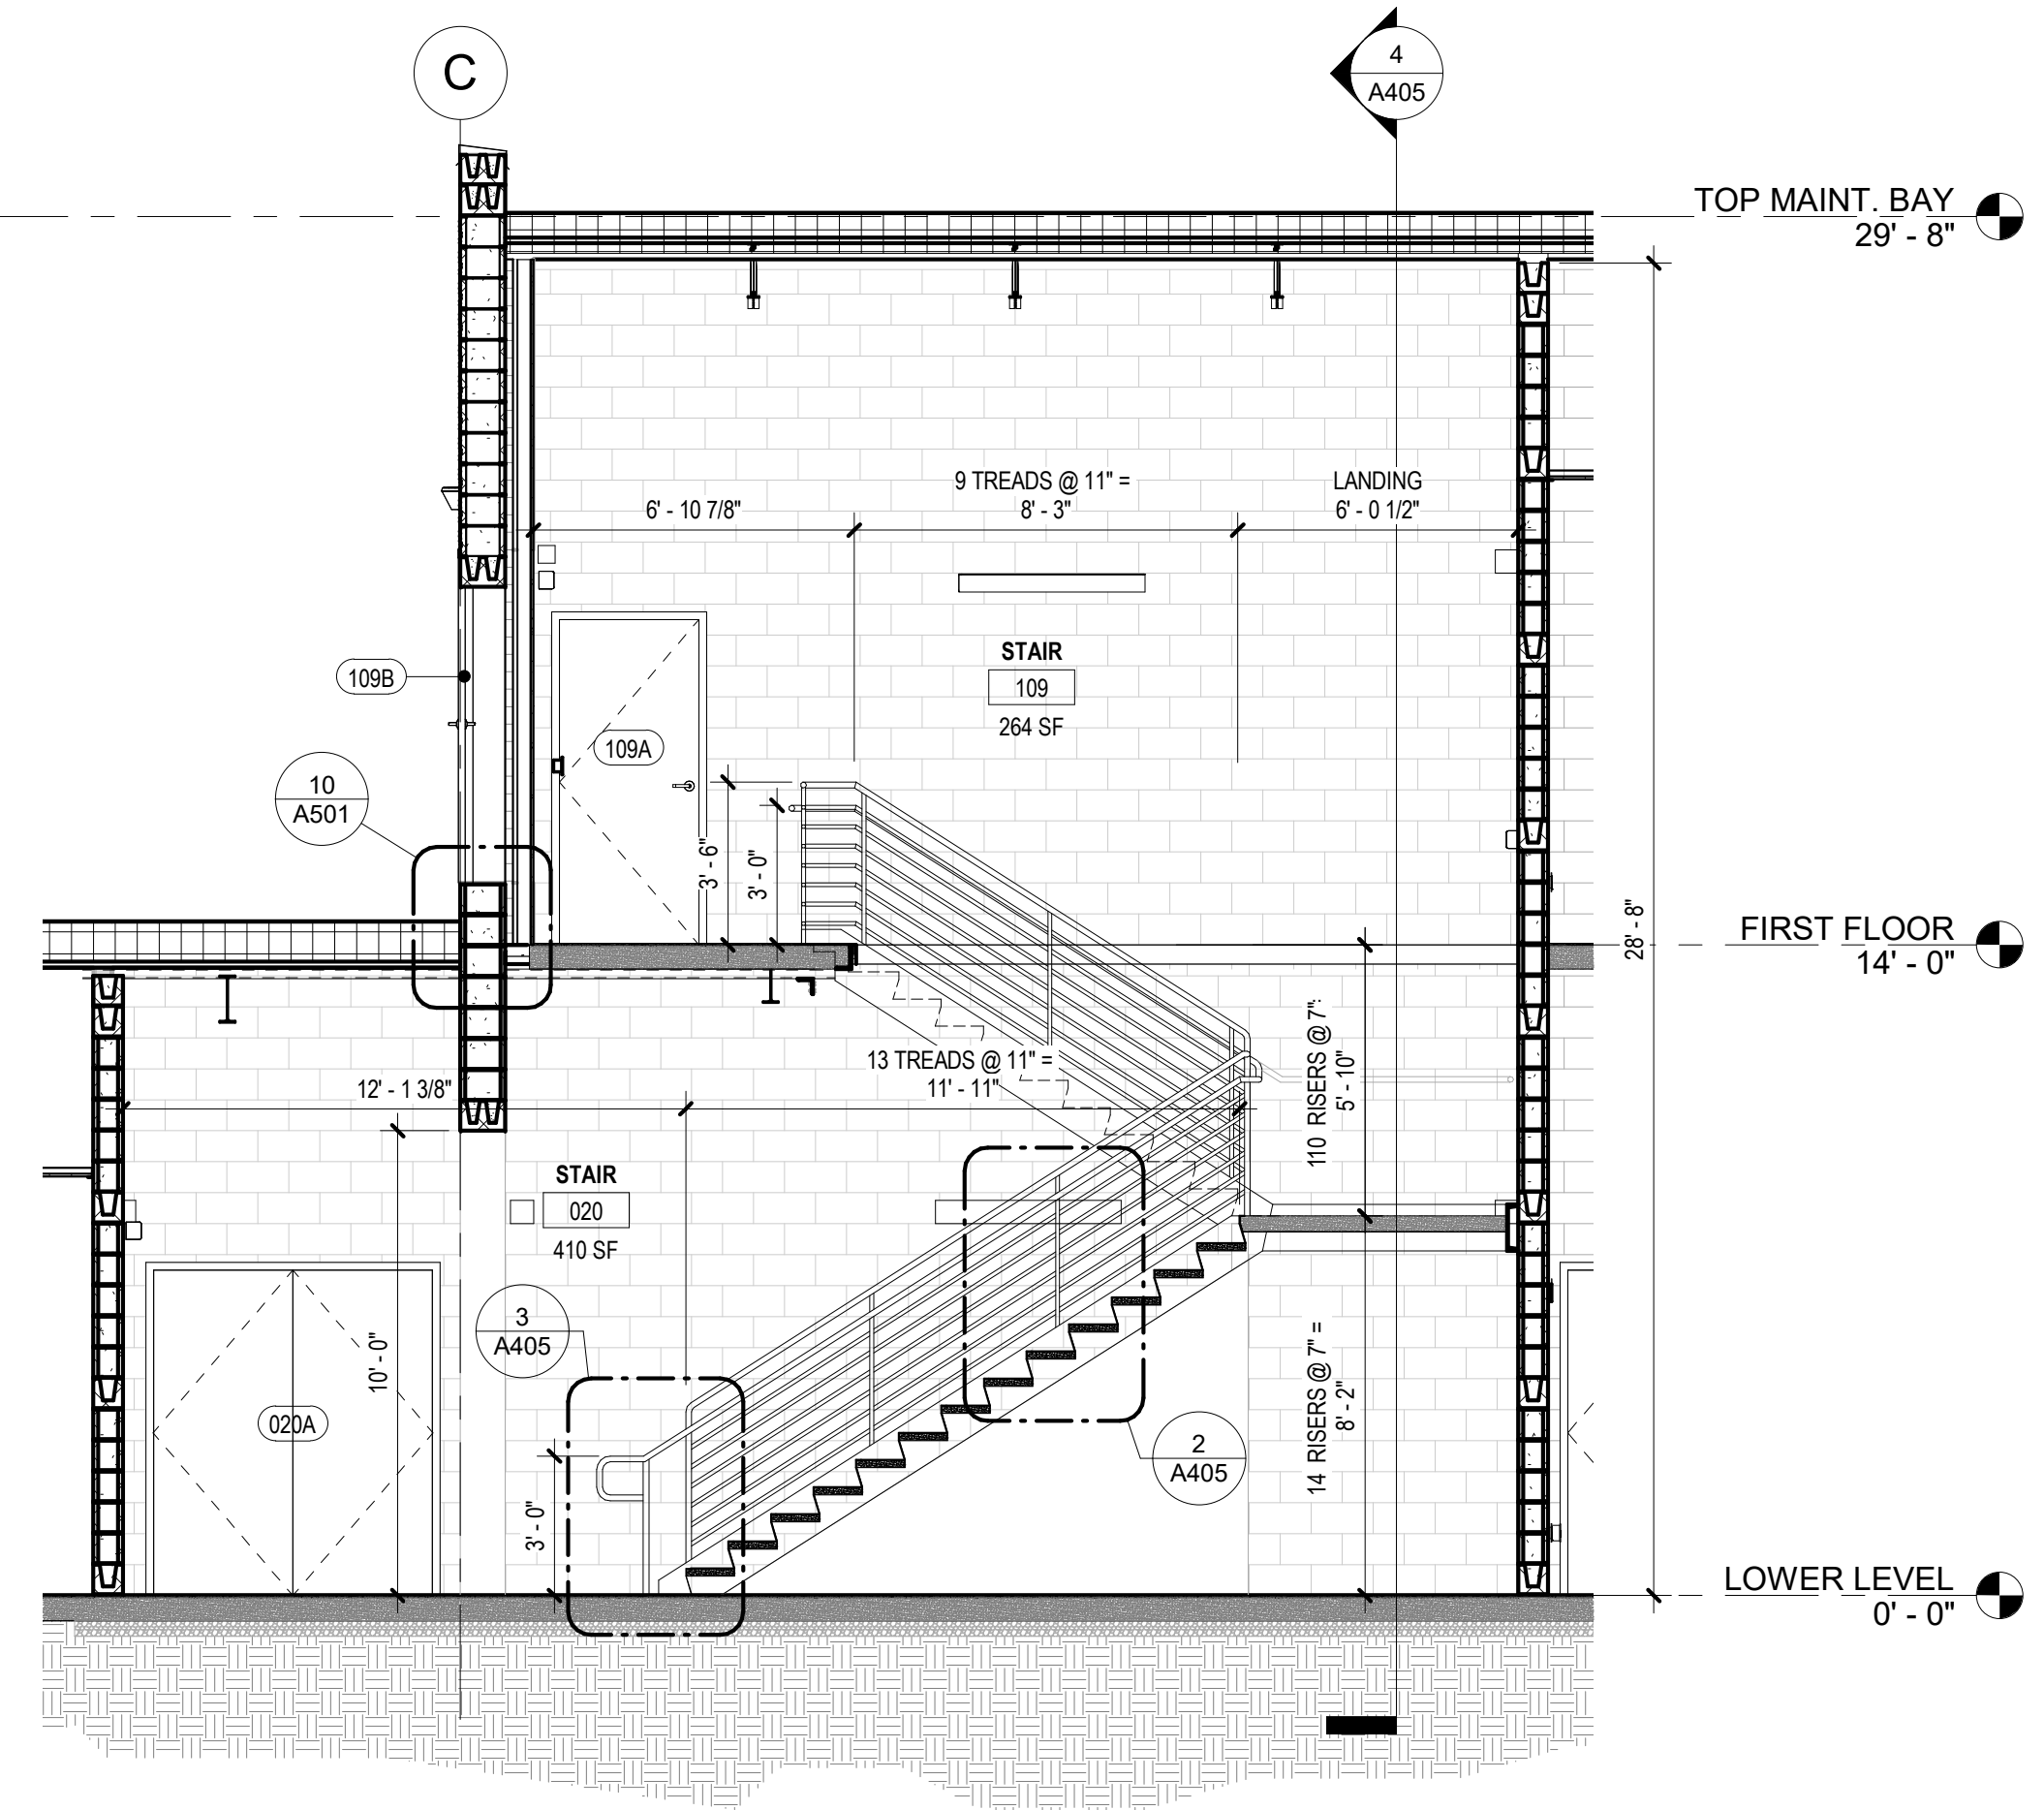 C
4
A405
TOP MAINT. BAY
29' - 8"
6' - 10 7/8"
9 TREADS @ 11" =
8' - 3"
LANDING
6' - 0 1/2"
STAIR
109
264 SF
109B
109A
10
A501
3' - 6"
3' - 0"
28' - 8"
FIRST FLOOR
14' - 0"
13 TREADS @ 11" =
11' - 11"
12' - 1 3/8"
110 RISERS @ 7":
5' - 10"
STAIR
020
410 SF
3
A405
10' - 0"
020A
2
A405
14 RISERS @ 7" =
8' - 2"
3' - 0"
LOWER LEVEL
0' - 0"